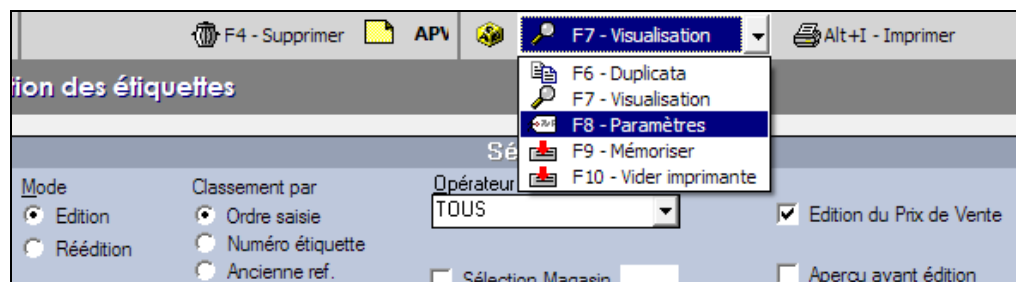 F4 - Supprimer APV F7 - Visualisation Alt+I - Imprimer
F6 - Duplicata
F7 - Visualisation
F8 - Paramètres
F9 - Mémoriser
F10 - Vider imprimante
tion des étiquettes
Sé
Mode
Edition
Réédition
Classement par
Ordre saisie
Numéro étiquette
Ancienne ref.
Opérateur
TOUS
Sélection Magasin
Edition du Prix de Vente
Aperçu avant édition